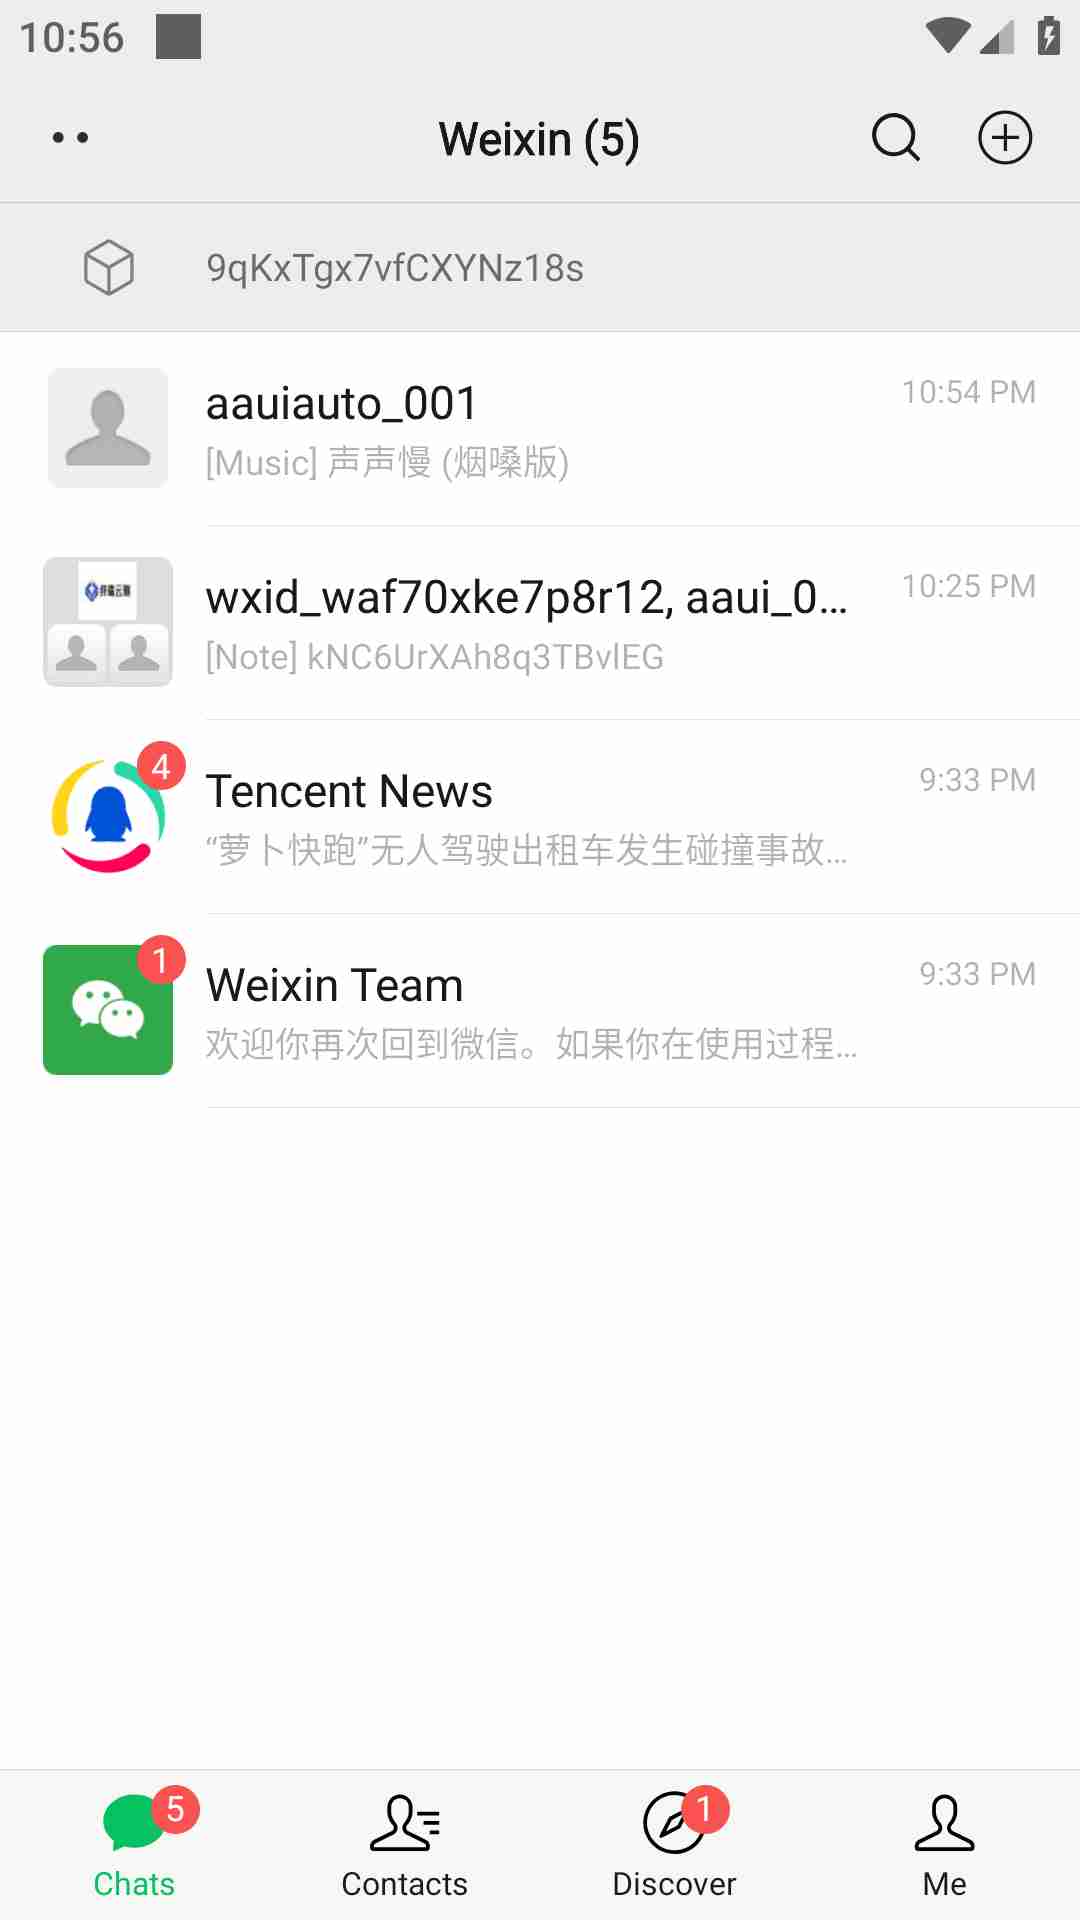 10:56
Weixin (5)
9qKxTgx7vfCXYNz18s
aauiauto_001
10:54 PM
[Music] 声声慢 (烟嗓版)
wxid_waf70xke7p8r12, aaui_0...
10:25 PM
[Note] kNC6UrXAh8q3TBvlEG
4
Tencent News
9:33 PM
“萝卜快跑”无人驾驶出租车发生碰撞事故...
1
Weixin Team
9:33 PM
欢迎你再次回到微信。如果你在使用过程...
5
1
Chats
Contacts
Discover
Me